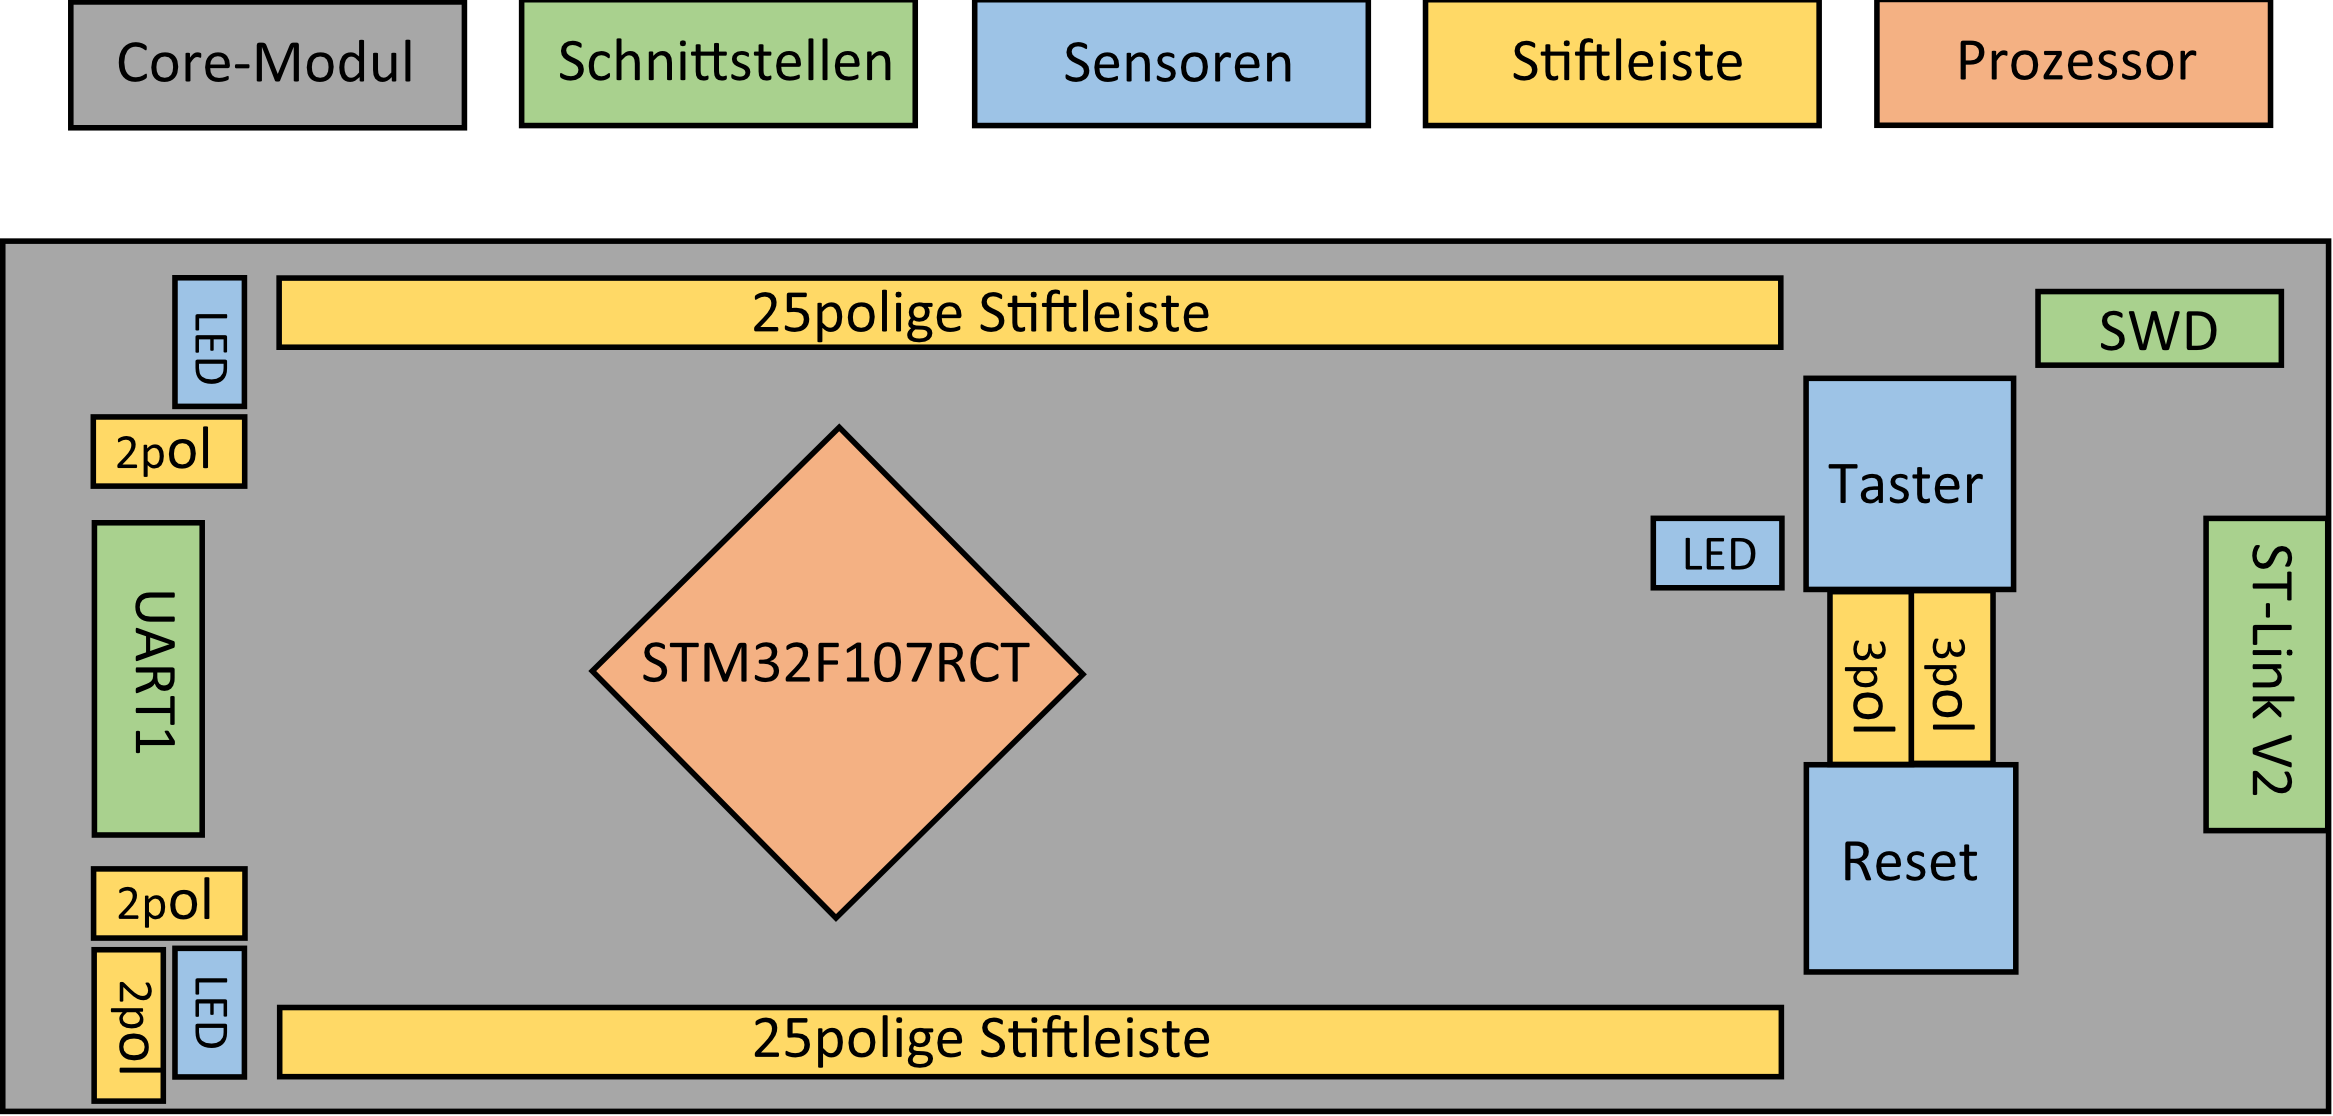 Core-Modul
Schnittstellen
Sensoren
Stiftleiste
Prozessor
LED
25polige Stiftleiste
SWD
2pol
Taster
LED
UART1
STM32F107RCT
3pol
3pol
ST-Link V2
2pol
Reset
2pol
LED
25polige Stiftleiste